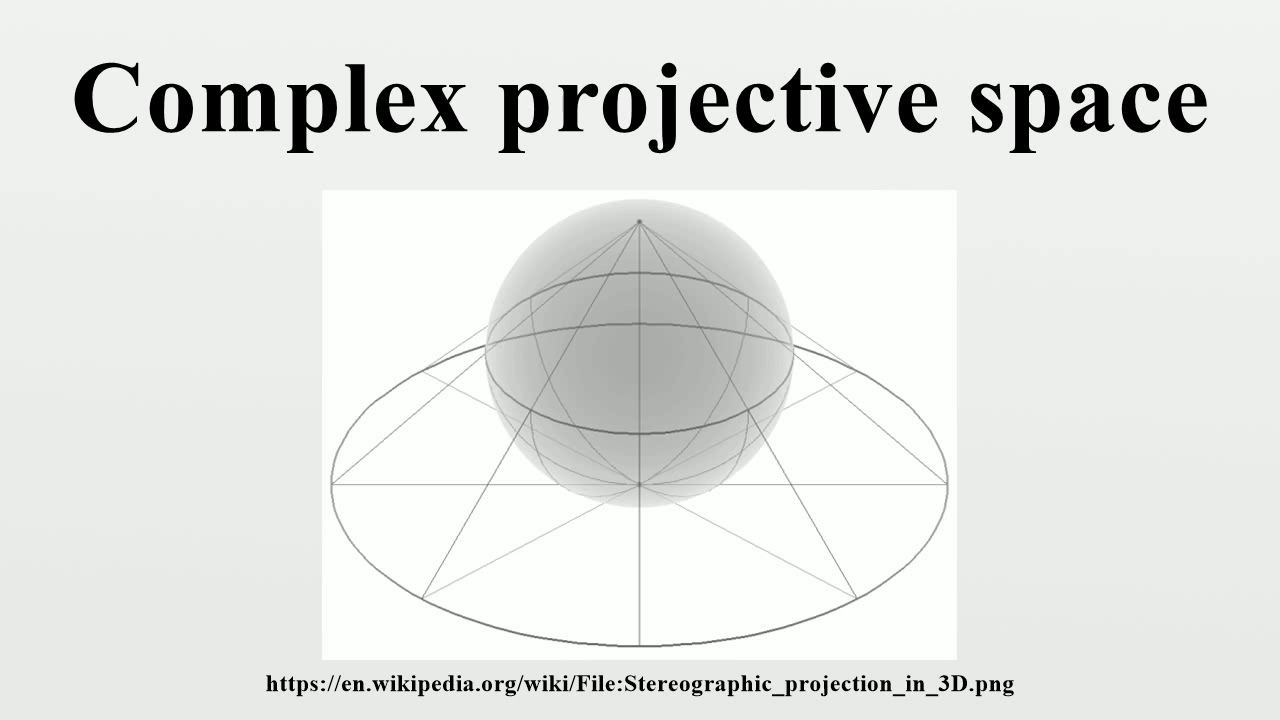 Complex projective space
https://en.wikipedia.org/wiki/File:Stereographic_projection_in_3D.png